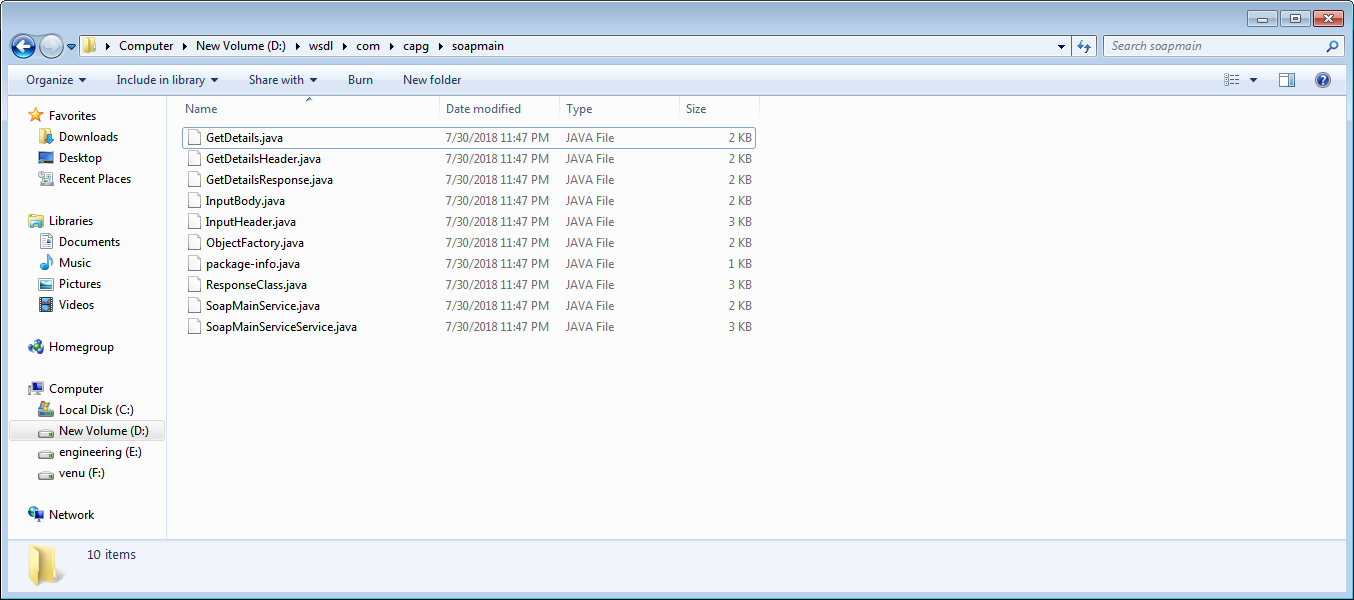 Computer New Volume (D:) wsdl com capg soapmain
Search soapmain
Organize Include in library Share with Burn New folder
Favorites
Downloads
Desktop
Recent Places
Libraries
Documents
Music
Pictures
Videos
Homegroup
Computer
Local Disk (C:)
New Volume (D:)
engineering (E:)
venu (F:)
Network
Name Date modified Type Size
GetDetails.java 7/30/2018 11:47 PM JAVA File 2 KB
GetDetailsHeader.java 7/30/2018 11:47 PM JAVA File 2 KB
GetDetailsResponse.java 7/30/2018 11:47 PM JAVA File 2 KB
InputBody.java 7/30/2018 11:47 PM JAVA File 2 KB
InputHeader.java 7/30/2018 11:47 PM JAVA File 3 KB
ObjectFactory.java 7/30/2018 11:47 PM JAVA File 2 KB
package-info.java 7/30/2018 11:47 PM JAVA File 1 KB
ResponseClass.java 7/30/2018 11:47 PM JAVA File 3 KB
SoapMainService.java 7/30/2018 11:47 PM JAVA File 2 KB
SoapMainServiceService.java 7/30/2018 11:47 PM JAVA File 3 KB
10 items